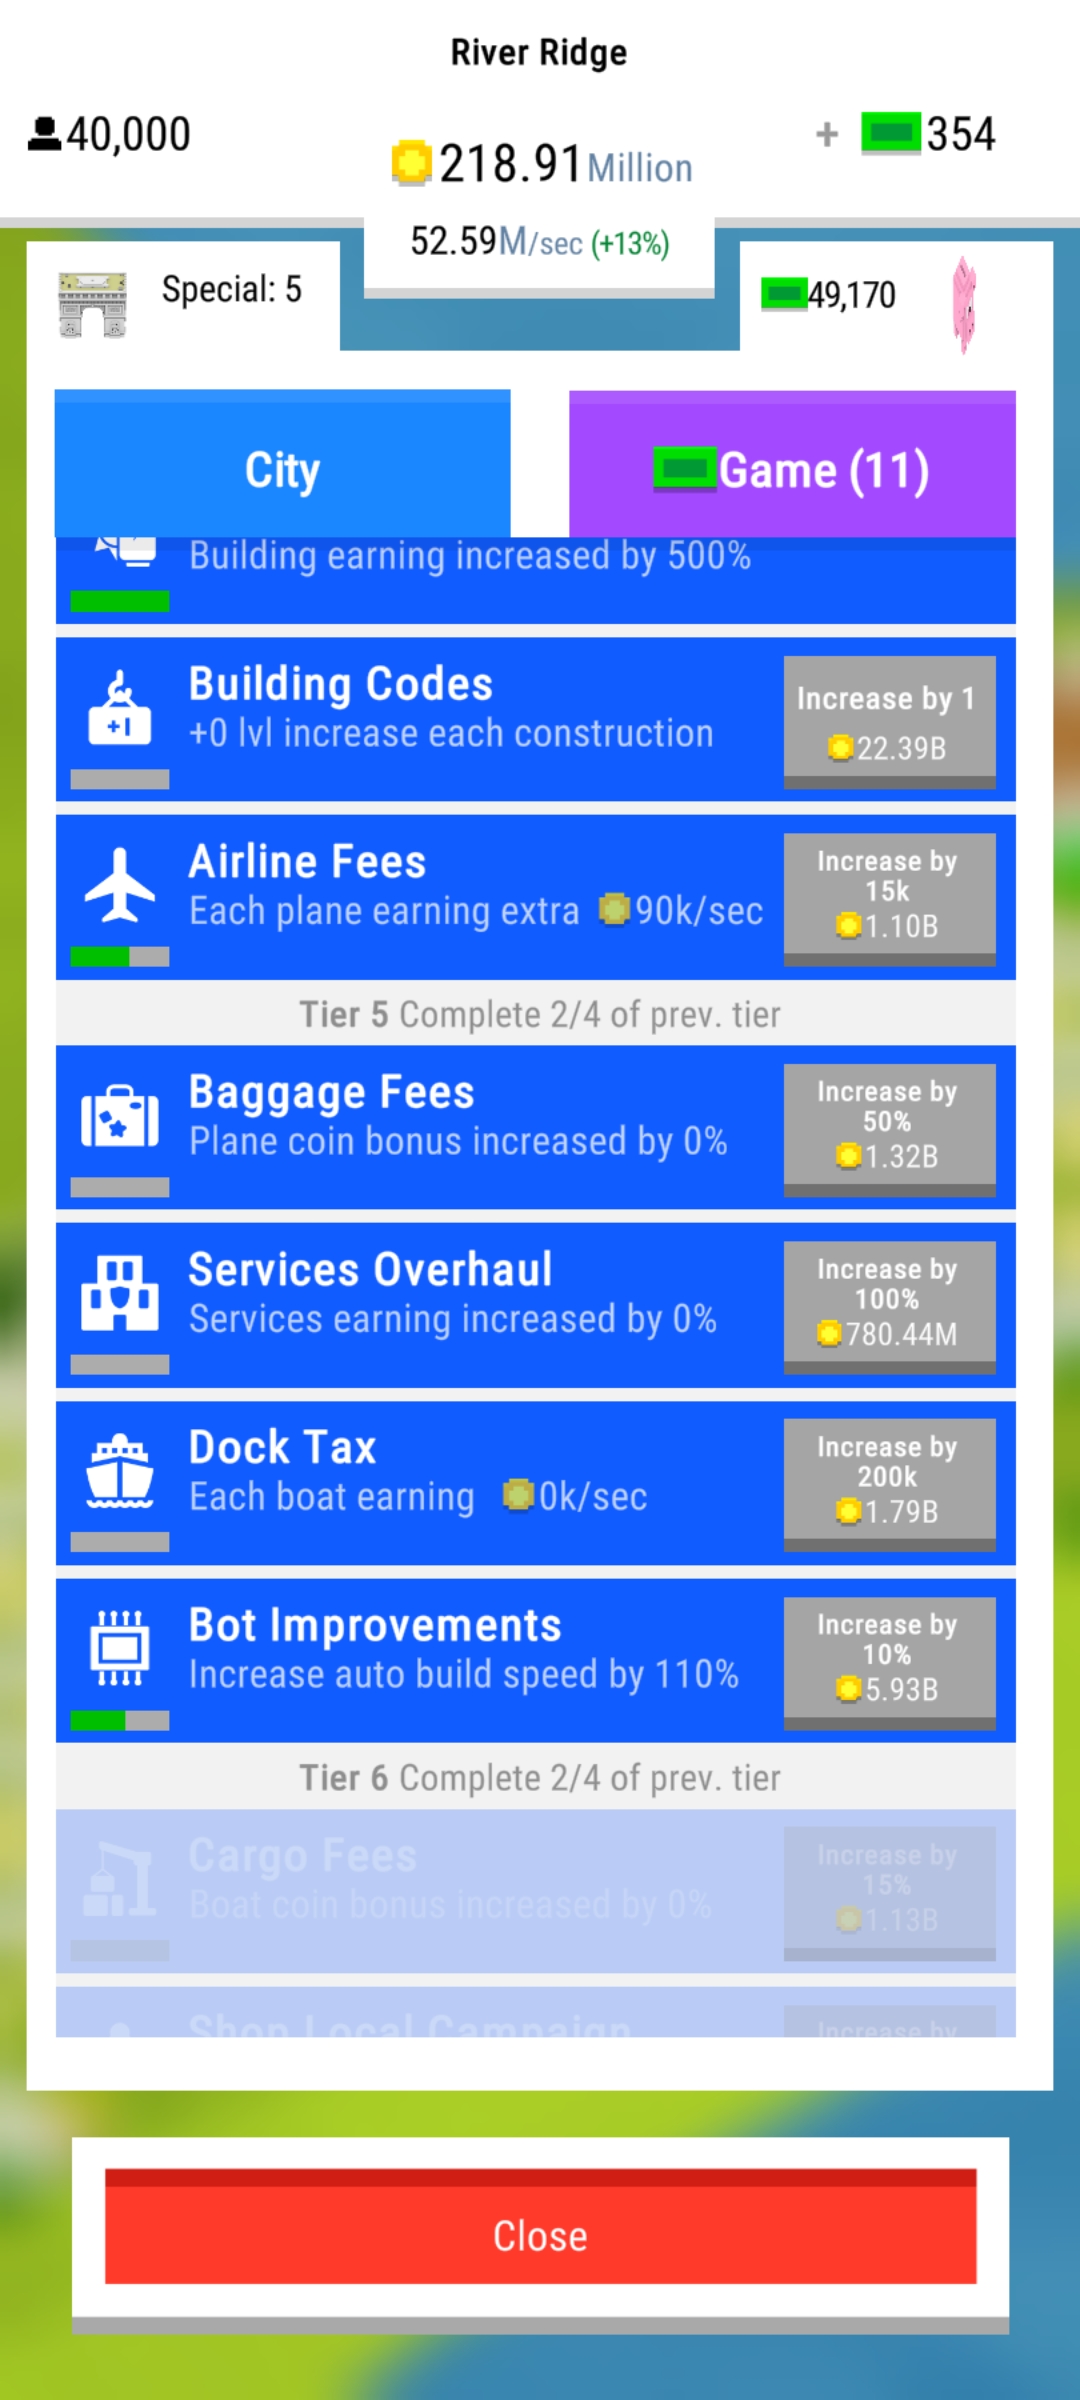 River Ridge
40,000
218.91 Million
+ 354
52.59M/sec (+13%)
Special: 5
49,170
City
Game (11)
Building earning increased by 500%
Building Codes
+0 lvl increase each construction
Increase by 1
22.39B
+1
Airline Fees
Each plane earning extra 90k/sec
Increase by
15k
1.10B
Tier 5 Complete 2/4 of prev. tier
Baggage Fees
Plane coin bonus increased by 0%
Increase by
50%
1.32B
Services Overhaul
Services earning increased by 0%
Increase by
100%
780.44M
Dock Tax
Each boat earning 0k/sec
Increase by
200k
1.79B
Bot Improvements
Increase auto build speed by 110%
Increase by
10%
5.93B
Tier 6 Complete 2/4 of prev. tier
Cargo Fees
Boat coin bonus increased by 0%
Increase by
15%
1.13B
Shop Local Campaign
Increase by
Close